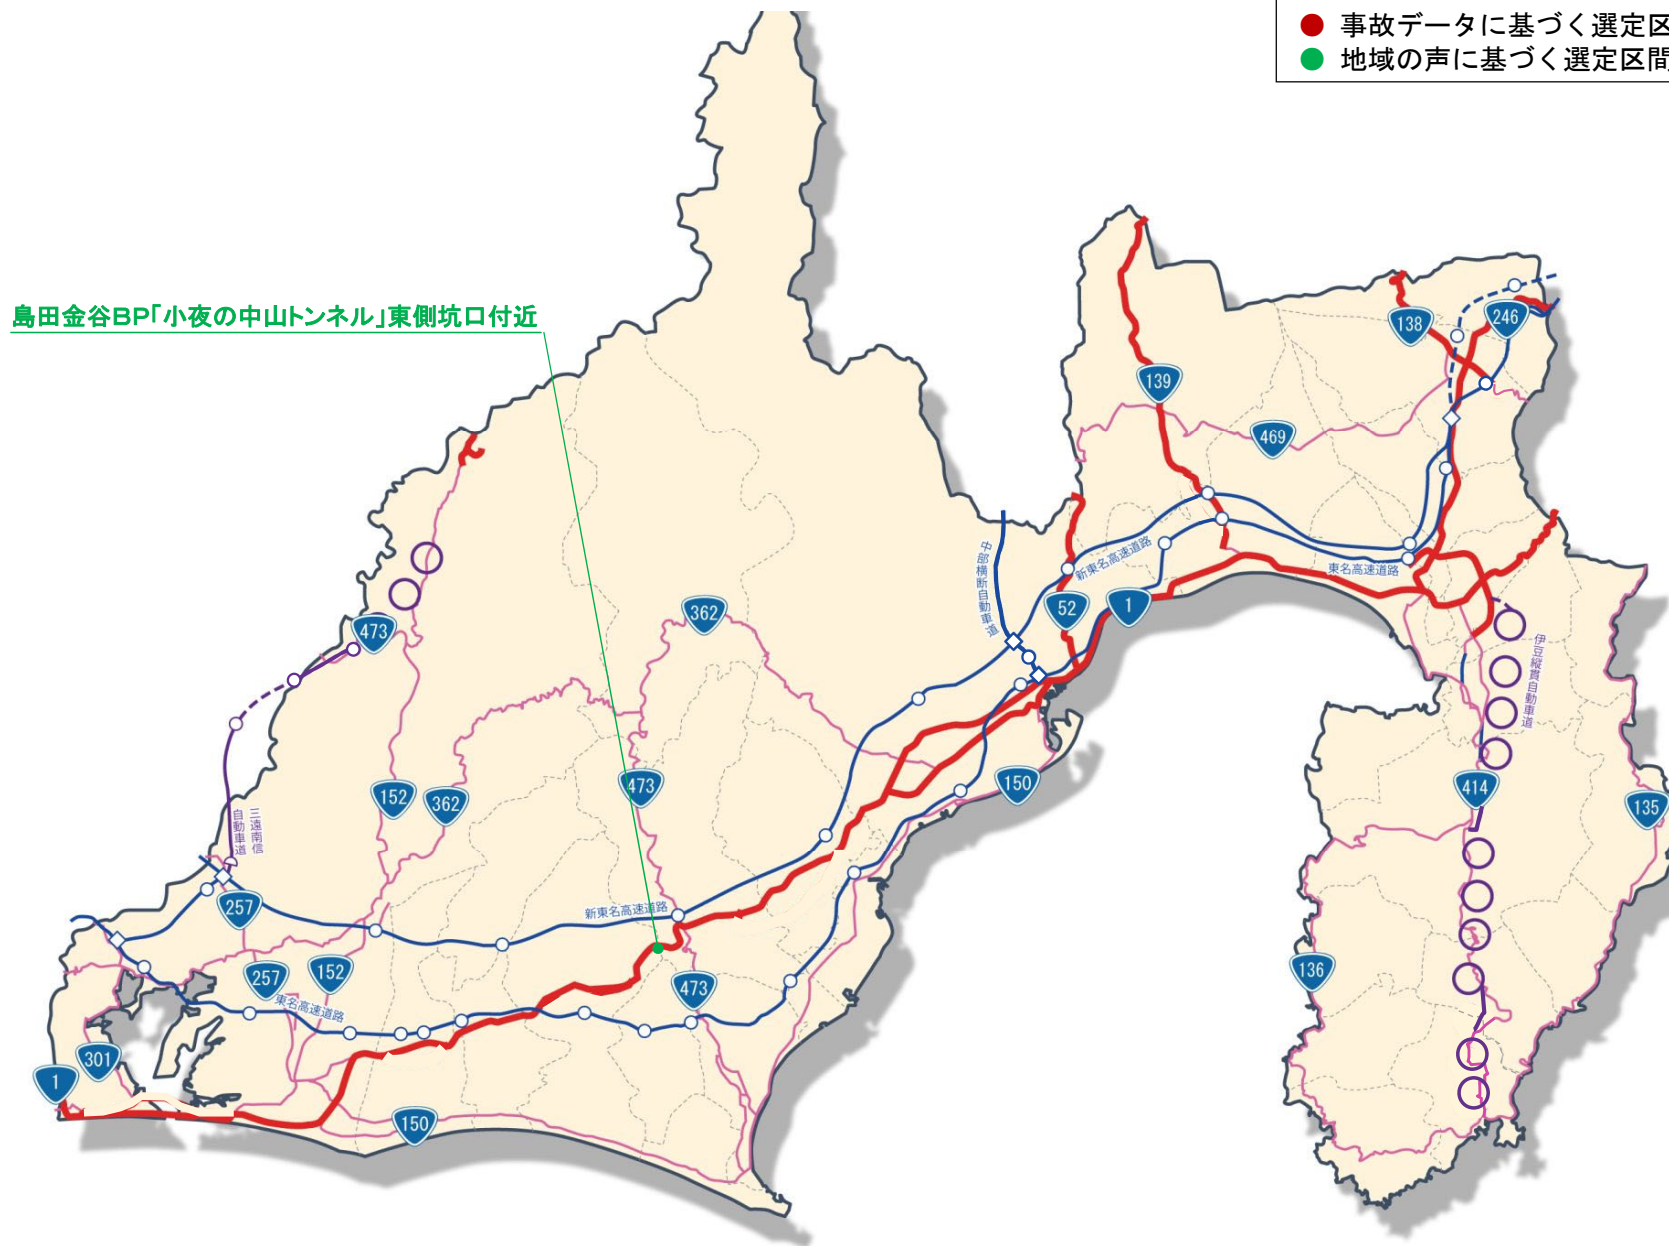 事故データに基づく選定区
地域の声に基づく選定区間
島田金谷BP「小夜の中山トンネル」東側坑口付近
138
246
139
469
中部横断自動車道
新東名高速道路
東名高速道路
52
1
473
362
伊豆縦貫自動車道
152
362
473
150
414
135
三遠南信
自動車道
257
新東名高速道路
257
152
473
136
東名高速道路
301
1
150